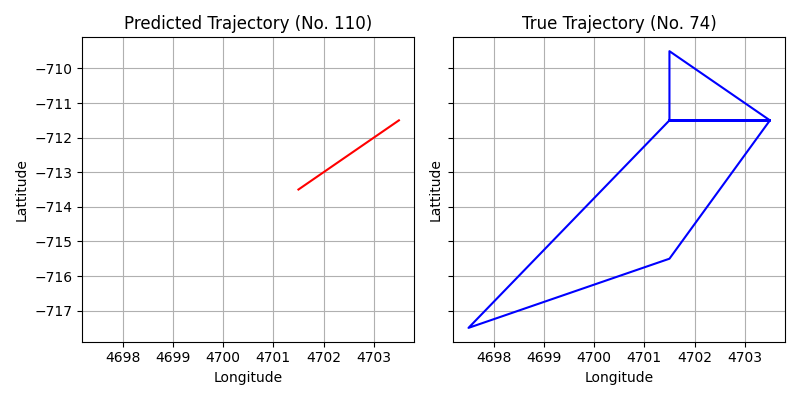 Predicted Trajectory (No. 110)
True Trajectory (No. 74)
−710
−711
−712
−713
−714
−715
−716
−717
Lattitude
Lattitude
4698 4699 4700 4701 4702 4703
4698 4699 4700 4701 4702 4703
Longitude
Longitude